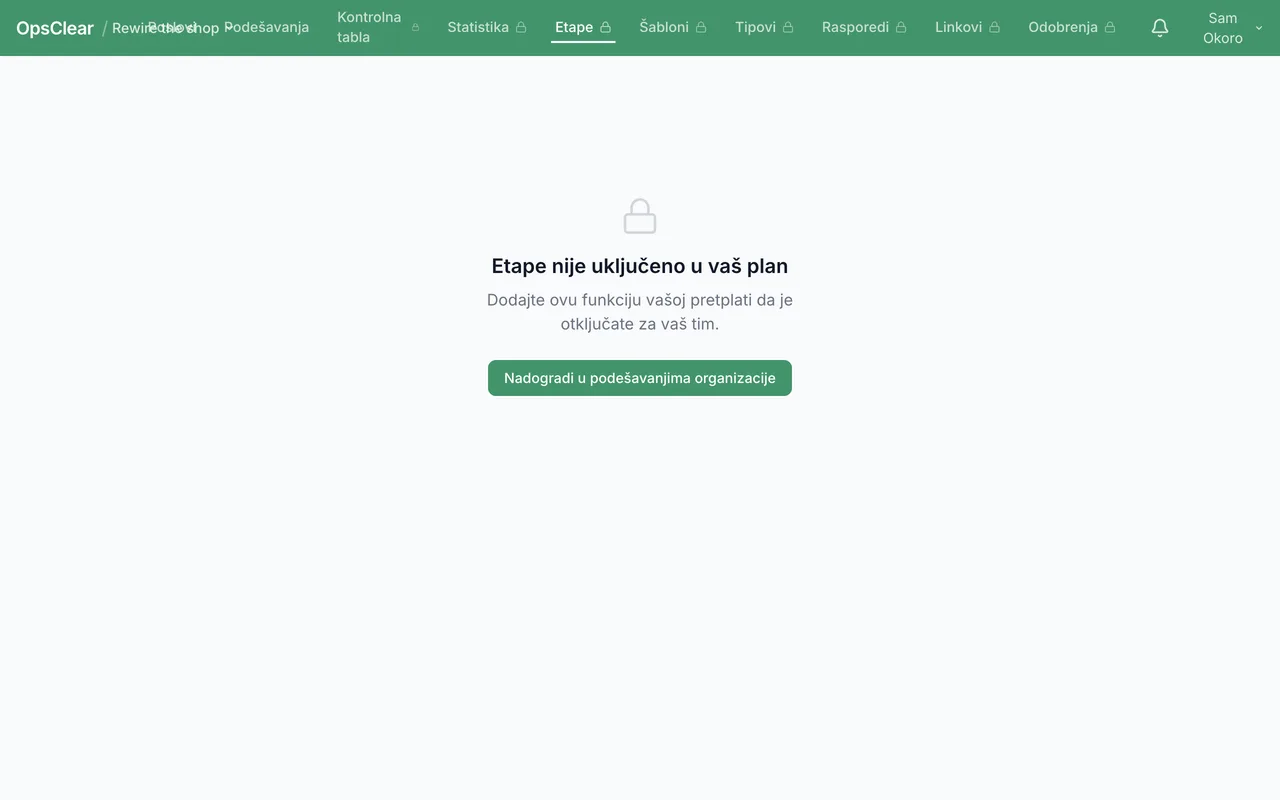 OpsClear / Rewire the shop
Poslovi
Podešavanja
Kontrolna
tabla
Statistika
Etape
Šabloni
Tipovi
Rasporedi
Linkovi
Odobrenja
Sam
Okoro
Etape nije uključeno u vaš plan
Dodajte ovu funkciju vašoj pretplati da je
otključate za vaš tim.
Nadogradi u podešavanjima organizacije